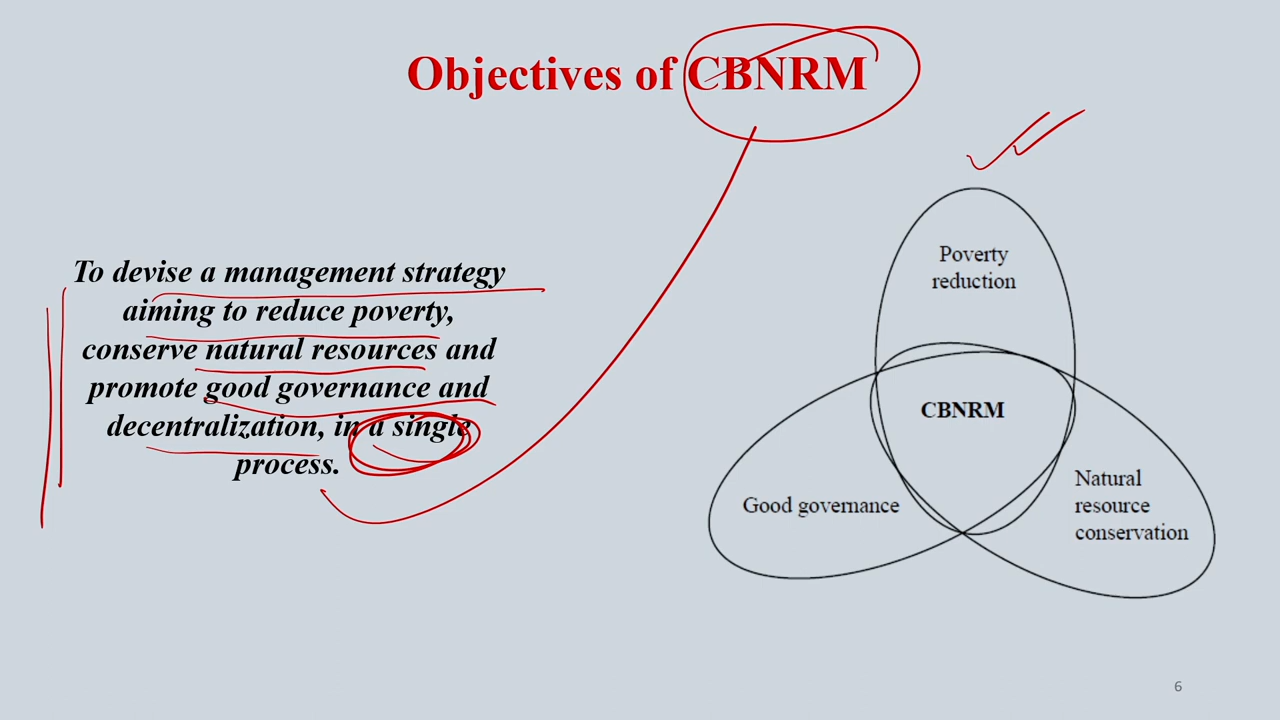 Objectives of CBNRM
To devise a management strategy
aiming to reduce poverty,
conserve natural resources and
promote good governance and
decentralization, in a single
process.
Poverty
reduction
CBNRM
Good governance
Natural
resource
conservation
6